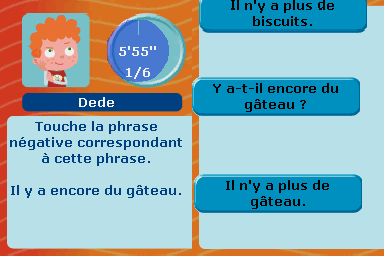 5'55"
1/6
Dede
Touche la phrase
négative correspondant
à cette phrase.
Il y a encore du gâteau.
Il n'y a plus de
biscuits.
Y a-t-il encore du
gâteau ?
Il n'y a plus de
gâteau.